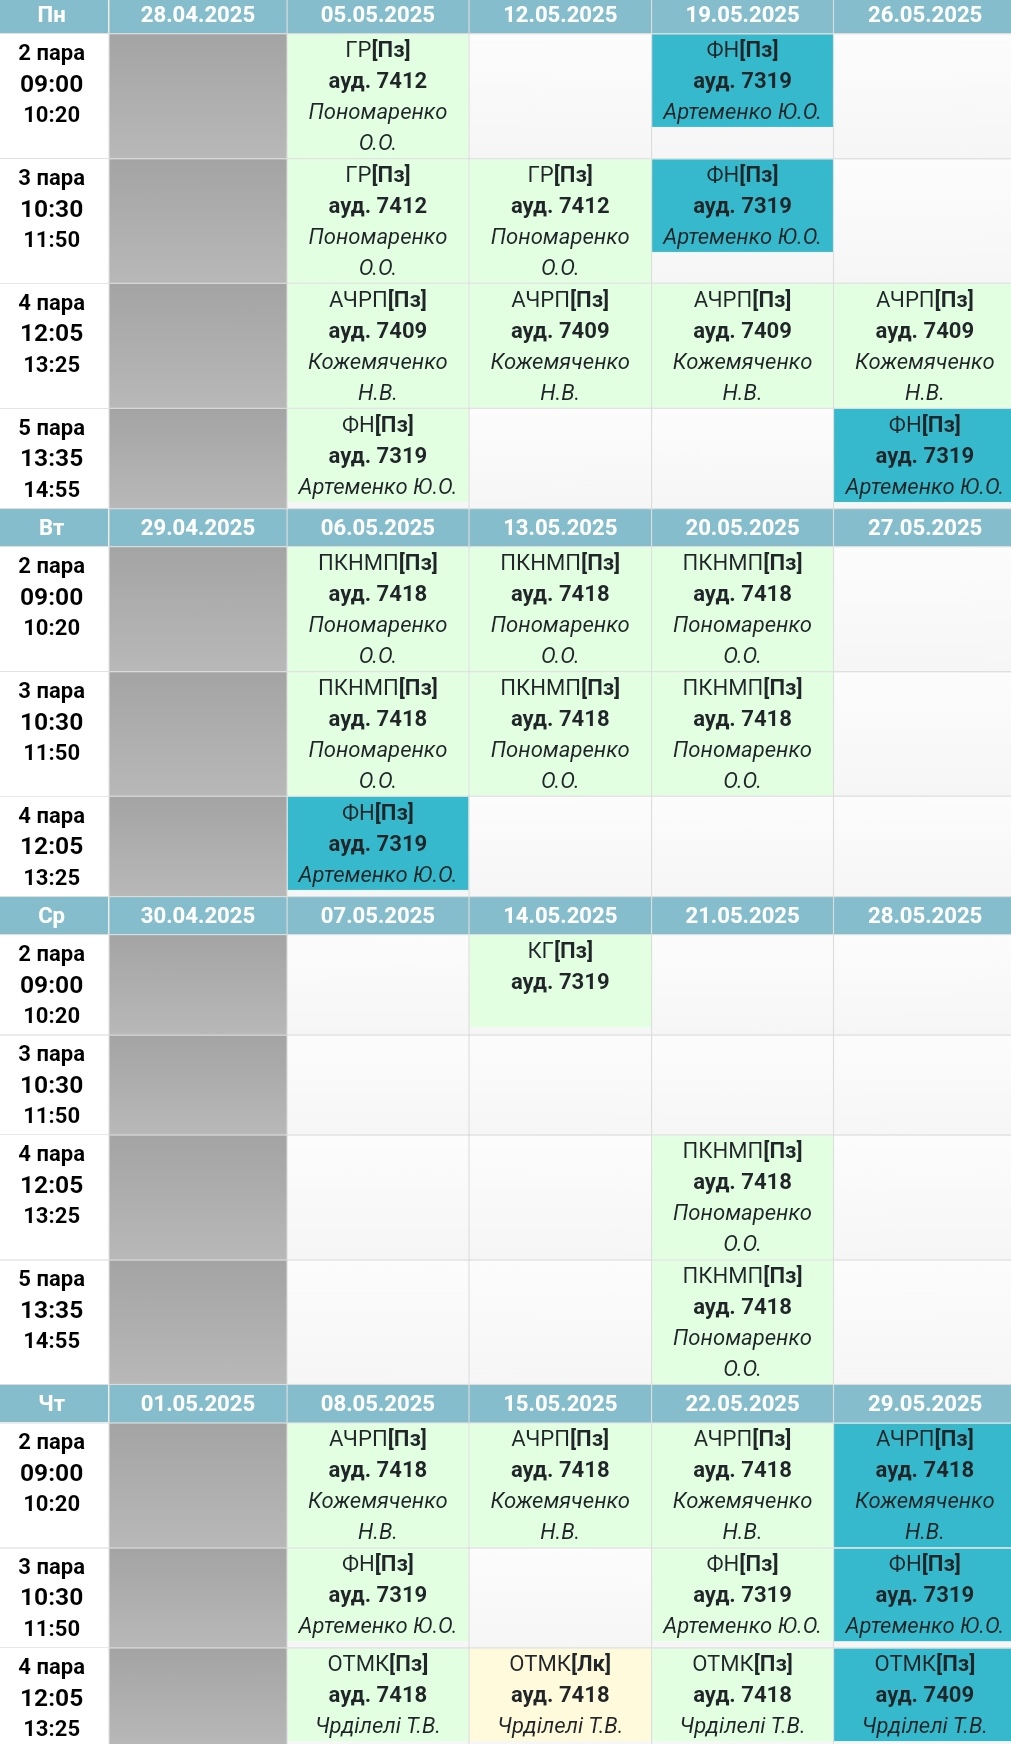 Пн 28.04.2025 05.05.2025 12.05.2025 19.05.2025 26.05.2025
2 пара ГР[Пз] ФН[Пз]
09:00 ауд. 7412 ауд. 7319
10:20 Пономаренко Артеменко Ю.О.
О.О.
3 пара ГР[Пз] ГР[Пз] ФН[Пз]
10:30 ауд. 7412 ауд. 7412 ауд. 7319
11:50 Пономаренко Пономаренко Артеменко Ю.О.
О.О. О.О.
4 пара АЧРП[Пз] АЧРП[Пз] АЧРП[Пз] АЧРП[Пз]
12:05 ауд. 7409 ауд. 7409 ауд. 7409 ауд. 7409
13:25 Кожемяченко Кожемяченко Кожемяченко Кожемяченко
Н.В. Н.В. Н.В. Н.В.
5 пара ФН[Пз] ФН[Пз]
13:35 ауд. 7319 ауд. 7319
14:55 Артеменко Ю.О. Артеменко Ю.О.
Вт 29.04.2025 06.05.2025 13.05.2025 20.05.2025 27.05.2025
2 пара ПКНМП[Пз] ПКНМП[Пз] ПКНМП[Пз]
09:00 ауд. 7418 ауд. 7418 ауд. 7418
10:20 Пономаренко Пономаренко Пономаренко
О.О. О.О. О.О.
3 пара ПКНМП[Пз] ПКНМП[Пз] ПКНМП[Пз]
10:30 ауд. 7418 ауд. 7418 ауд. 7418
11:50 Пономаренко Пономаренко Пономаренко
О.О. О.О. О.О.
4 пара ФН[Пз]
12:05 ауд. 7319
13:25 Артеменко Ю.О.
Ср 30.04.2025 07.05.2025 14.05.2025 21.05.2025 28.05.2025
2 пара КГ[Пз]
09:00 ауд. 7319
10:20
3 пара
10:30
11:50
4 пара ПКНМП[Пз]
12:05 ауд. 7418
13:25 Пономаренко
О.О.
5 пара ПКНМП[Пз]
13:35 ауд. 7418
14:55 Пономаренко
О.О.
Чт 01.05.2025 08.05.2025 15.05.2025 22.05.2025 29.05.2025
2 пара АЧРП[Пз] АЧРП[Пз] АЧРП[Пз] АЧРП[Пз]
09:00 ауд. 7418 ауд. 7418 ауд. 7418 ауд. 7418
10:20 Кожемяченко Кожемяченко Кожемяченко Кожемяченко
Н.В. Н.В. Н.В. Н.В.
3 пара ФН[Пз] ФН[Пз] ФН[Пз]
10:30 ауд. 7319 ауд. 7319 ауд. 7319
11:50 Артеменко Ю.О. Артеменко Ю.О. Артеменко Ю.О.
4 пара ОТМК[Пз] ОТМК[Лк] ОТМК[Пз] ОТМК[Пз]
12:05 ауд. 7418 ауд. 7418 ауд. 7418 ауд. 7409
13:25 Чрділелі Т.В. Чрділелі Т.В. Чрділелі Т.В. Чрділелі Т.В.